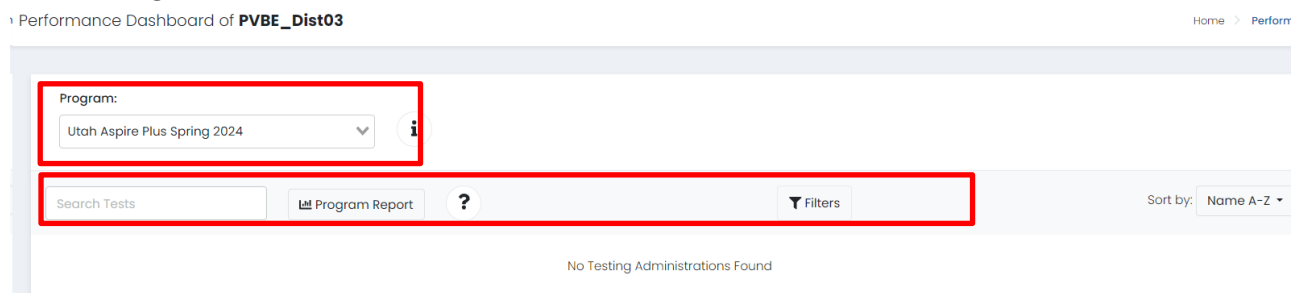 Performance Dashboard of PVBE_Dist03
Home > Perform
Program:
Utah Aspire Plus Spring 2024
i
Search Tests
Program Report
?
Filters
Sort by: Name A-Z
No Testing Administrations Found